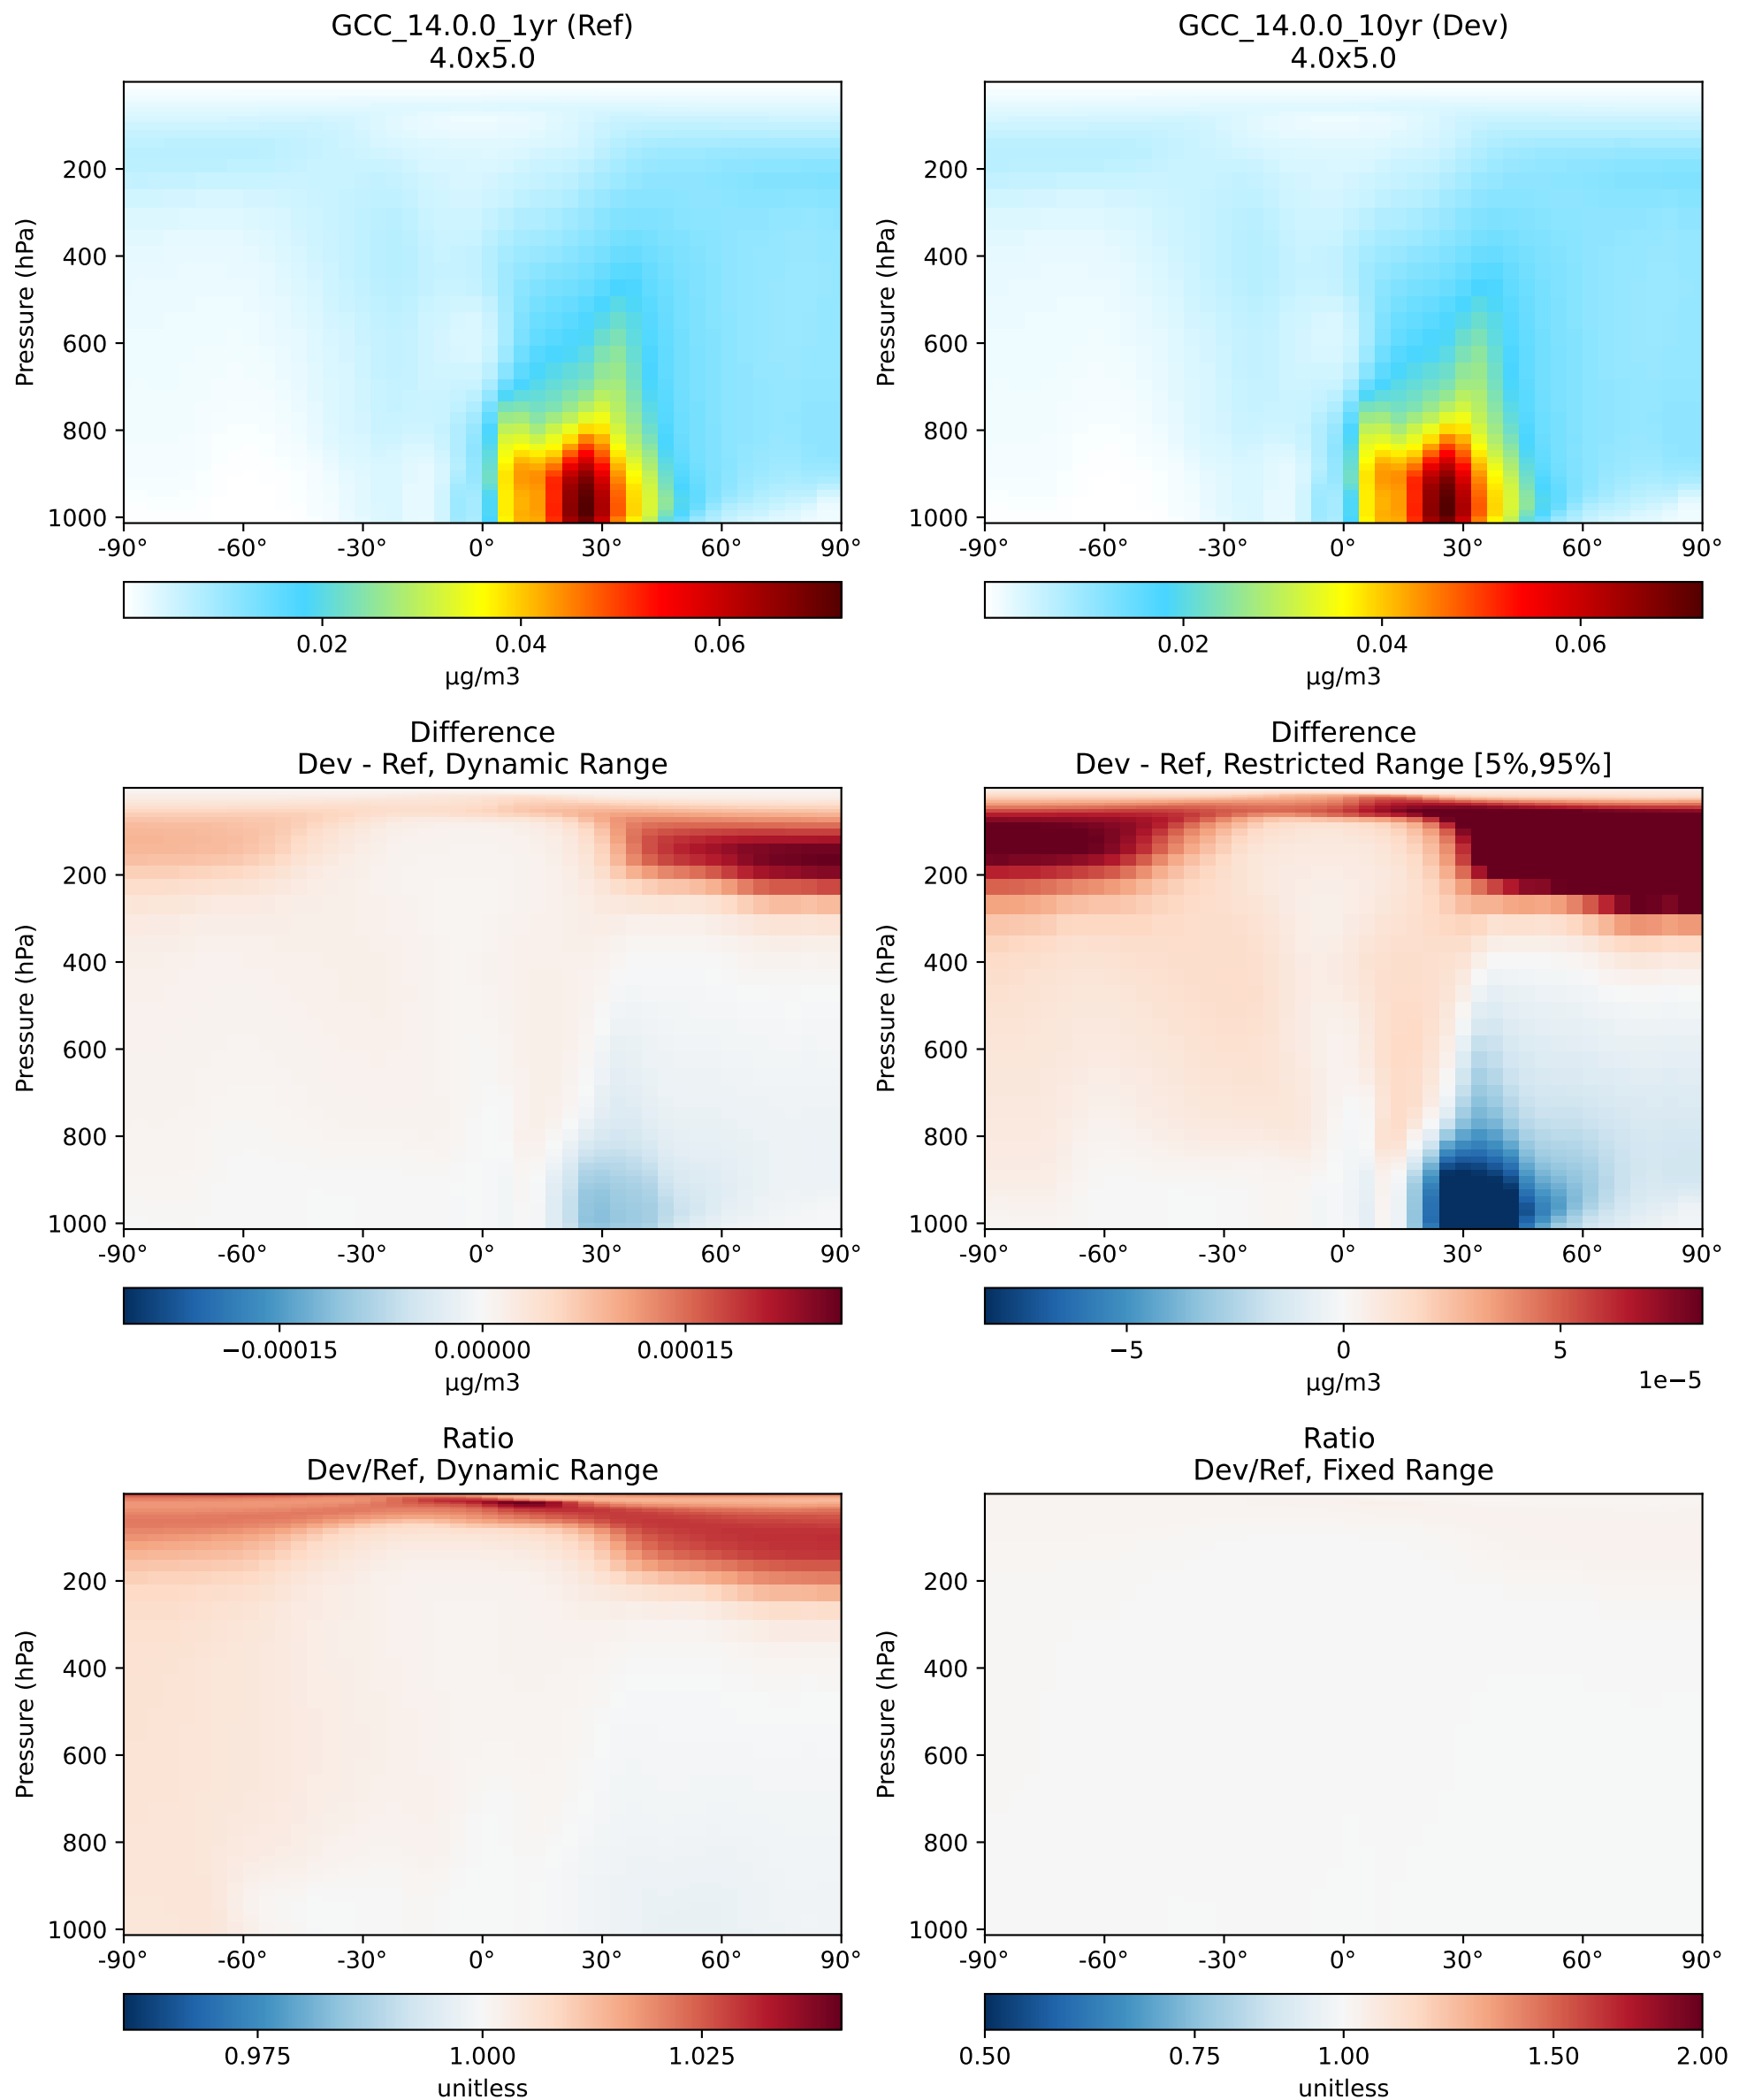 GCC_14.0.0_1yr (Ref)
4.0x5.0
Pressure (hPa)
200
400
600
800
1000
-90° -60° -30° 0° 30° 60° 90°
0.02 0.04 0.06
µg/m3
GCC_14.0.0_10yr (Dev)
4.0x5.0
Pressure (hPa)
200
400
600
800
1000
-90° -60° -30° 0° 30° 60° 90°
0.02 0.04 0.06
µg/m3
Difference
Dev - Ref, Dynamic Range
Pressure (hPa)
200
400
600
800
1000
-90° -60° -30° 0° 30° 60° 90°
−0.00015 0.00000 0.00015
µg/m3
Difference
Dev - Ref, Restricted Range [5%,95%]
Pressure (hPa)
200
400
600
800
1000
-90° -60° -30° 0° 30° 60° 90°
−5 0 5
µg/m3
1e−5
Ratio
Dev/Ref, Dynamic Range
Pressure (hPa)
200
400
600
800
1000
-90° -60° -30° 0° 30° 60° 90°
0.975 1.000 1.025
unitless
Ratio
Dev/Ref, Fixed Range
Pressure (hPa)
200
400
600
800
1000
-90° -60° -30° 0° 30° 60° 90°
0.50 0.75 1.00 1.50 2.00
unitless